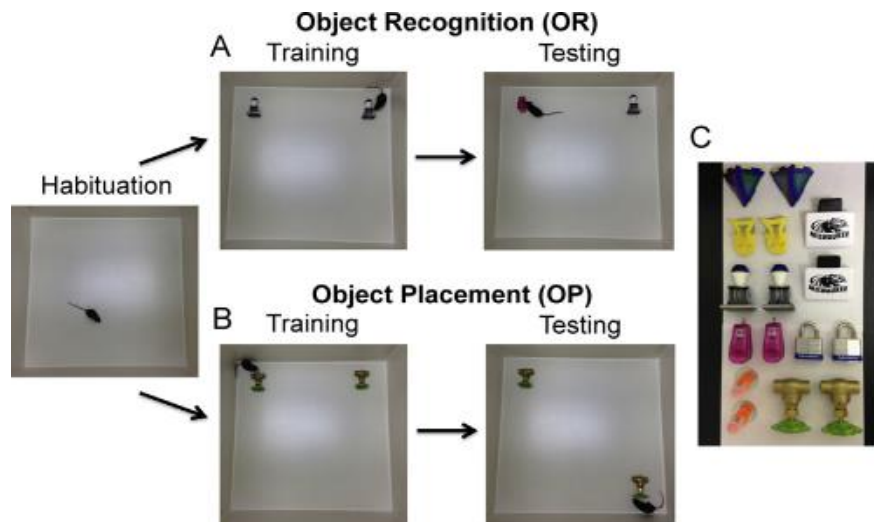 Object Recognition (OR)
A
Training
Testing
C
Habituation
Object Placement (OP)
B
Training
Testing